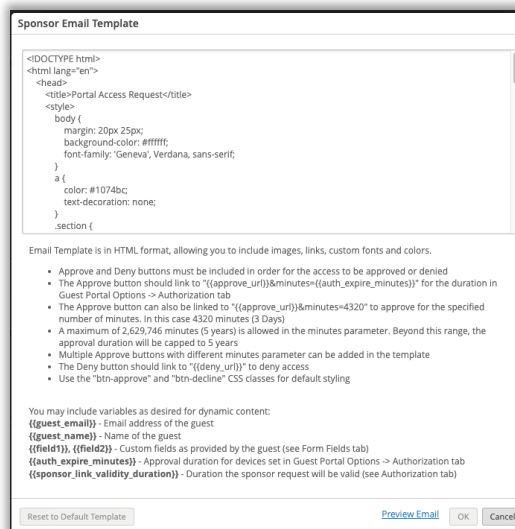 Sponsor Email Template
<!DOCTYPE html>
<html lang="en">
<head>
<title>Portal Access Request</title>
<style>
body {
margin: 20px 25px;
background-color: #ffffff;
font-family: 'Geneva', Verdana, sans-serif;
}
a {
color: #1074bc;
text-decoration: none;
}
.section {
Email Template is in HTML format, allowing you to include images, links, custom fonts and colors.
• Approve and Deny buttons must be included in order for the access to be approved or denied
• The Approve button should link to "{{approve_url}}&minutes={{auth_expire_minutes}}" for the duration in
Guest Portal Options -> Authorization tab
• The Approve button can also be linked to "{{approve_url}}&minutes=4320" to approve for the specified
number of minutes. In this case 4320 minutes (3 Days)
• A maximum of 2,629,746 minutes (5 years) is allowed in the minutes parameter. Beyond this range, the
approval duration will be capped to 5 years
• Multiple Approve buttons with different minutes parameter can be added in the template
• The Deny button should link to "{{deny_url}}" to deny access
• Use the "btn-approve" and "btn-decline" CSS classes for default styling
You may include variables as desired for dynamic content:
{{guest_email}} - Email address of the guest
{{guest_name}} - Name of the guest
{{field1}}, {{field2}} - Custom fields as provided by the guest (see Form Fields tab)
{{auth_expire_minutes}} - Approval duration for devices set in Guest Portal Options -> Authorization tab
{{sponsor_link_validity_duration}} - Duration the sponsor request will be valid (see Authorization tab)
Reset to Default Template Preview Email OK Cancel